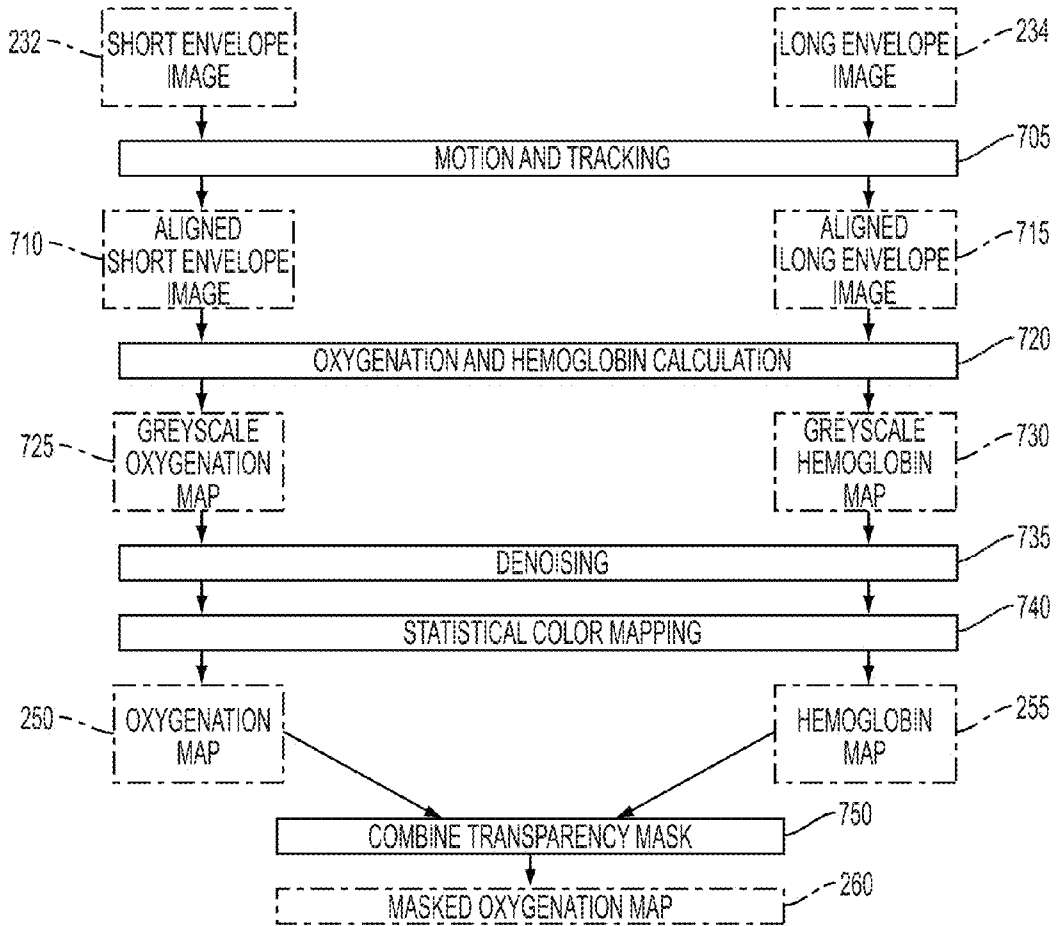 232
SHORT ENVELOPE
IMAGE
LONG ENVELOPE
IMAGE
234
MOTION AND TRACKING
705
710
ALIGNED
SHORT ENVELOPE
IMAGE
ALIGNED
LONG ENVELOPE
IMAGE
715
OXYGENATION AND HEMOGLOBIN CALCULATION
720
725
GREYSCALE
OXYGENATION
MAP
GREYSCALE
HEMOGLOBIN
MAP
730
DENOISING
735
STATISTICAL COLOR MAPPING
740
250
OXYGENATION
MAP
HEMOGLOBIN
MAP
255
COMBINE TRANSPARENCY MASK
750
MASKED OXYGENATION MAP
260